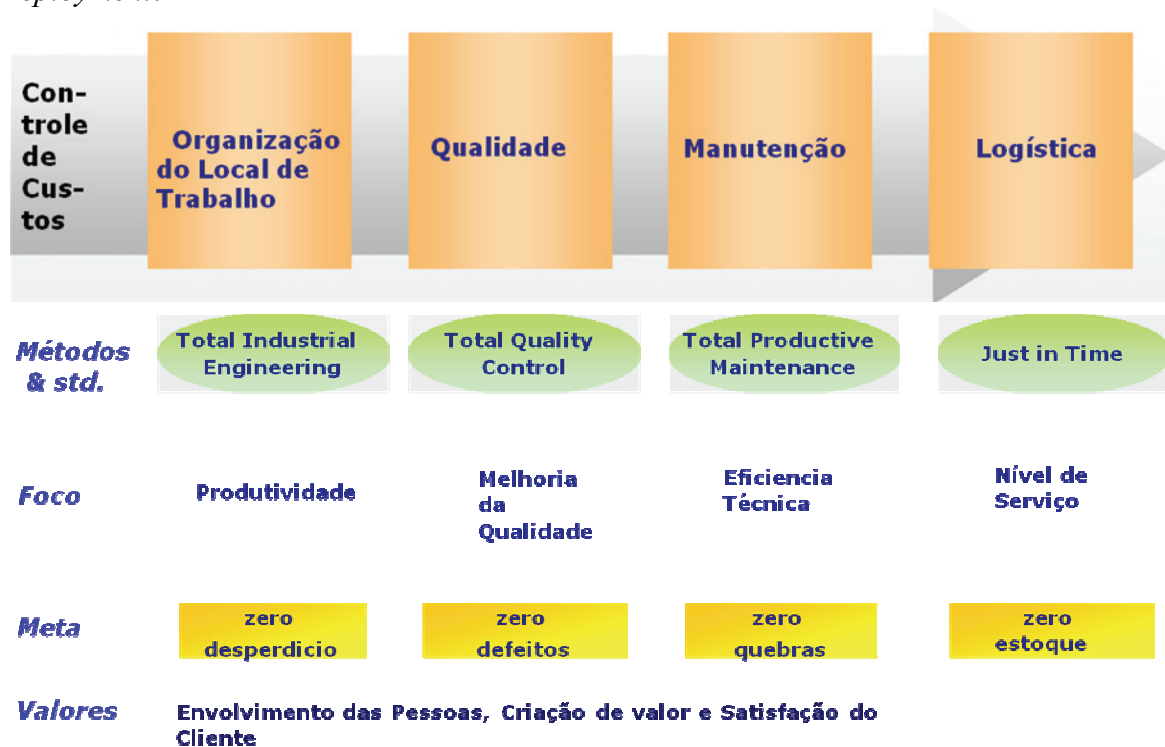 Con-
trole
de
Cus-
tos
Organização
do Local de
Trabalho
Qualidade
Manutenção
Logística
Métodos
& std.
Total Industrial
Engineering
Total Quality
Control
Total Productive
Maintenance
Just in Time
Foco
Produtividade
Melhoria
da
Qualidade
Eficiencia
Técnica
Nível de
Serviço
Meta
zero
desperdicio
zero
defeitos
zero
quebras
zero
estoque
Valores
Envolvimento das Pessoas, Criação de valor e Satisfação do
Cliente